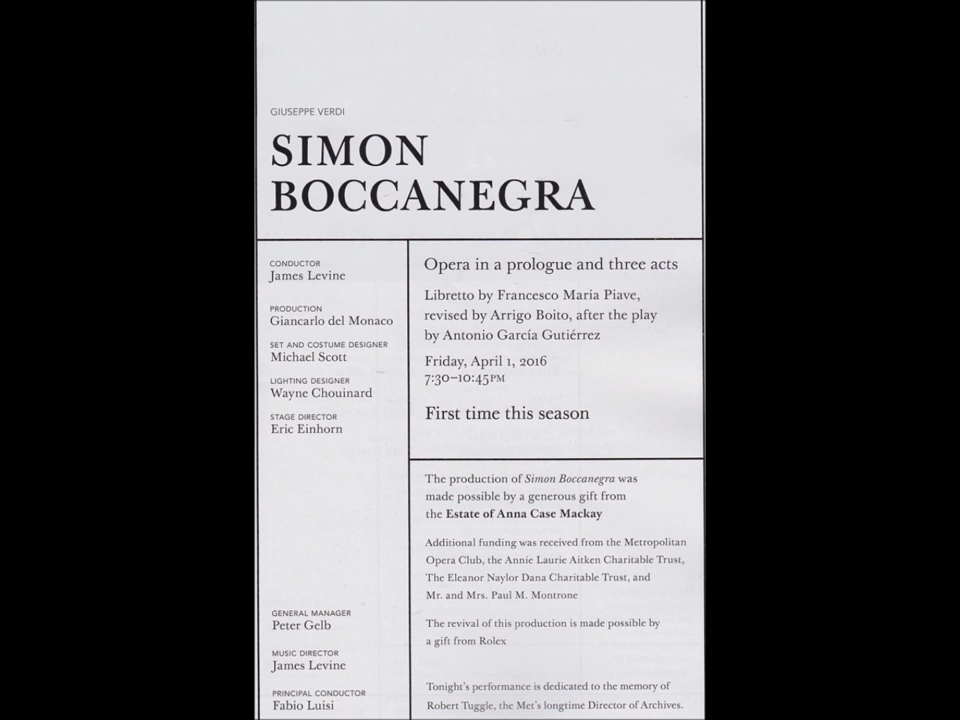 GIUSEPPE VERDI
SIMON
BOCCANEGRA
CONDUCTOR
James Levine
PRODUCTION
Giancarlo del Monaco
SET AND COSTUME DESIGNER
Michael Scott
LIGHTING DESIGNER
Wayne Chouinard
STAGE DIRECTOR
Eric Einhorn
GENERAL MANAGER
Peter Gelb
MUSIC DIRECTOR
James Levine
PRINCIPAL CONDUCTOR
Fabio Luisi
Opera in a prologue and three acts
Libretto by Francesco Maria Piave,
revised by Arrigo Boito, after the play
by Antonio García Gutiérrez
Friday, April 1, 2016
7:30–10:45PM
First time this season
The production of Simon Boccanegra was
made possible by a generous gift from
the Estate of Anna Case Mackay
Additional funding was received from the Metropolitan
Opera Club, the Annie Laurie Aitken Charitable Trust,
The Eleanor Naylor Dana Charitable Trust, and
Mr. and Mrs. Paul M. Montrone
The revival of this production is made possible by
a gift from Rolex
Tonight's performance is dedicated to the memory of
Robert Tuggle, the Met's longtime Director of Archives.